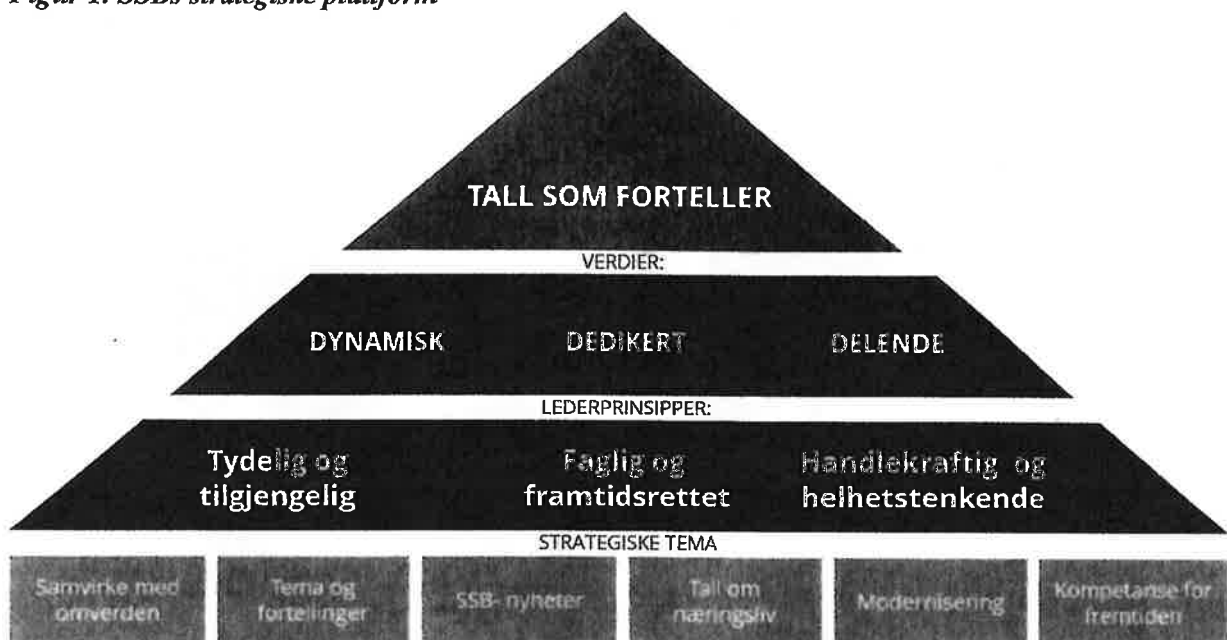 Figur 1: SSBs strategiske plattform
TALL SOM FORTELLER
VERDIER:
DYNAMISK DEDIKERT DELENDE
LEDERPRINSIPPER:
Tydelig og Faglig og Handlekraftig og
tilgjengelig framtidsrettet helhetstenkende
STRATEGISKE TEMA
Samvirke med Tema og SSB- nyheter Tall om Modernisering Kompetanse for
omverden fortellinger næringsliv fremtiden